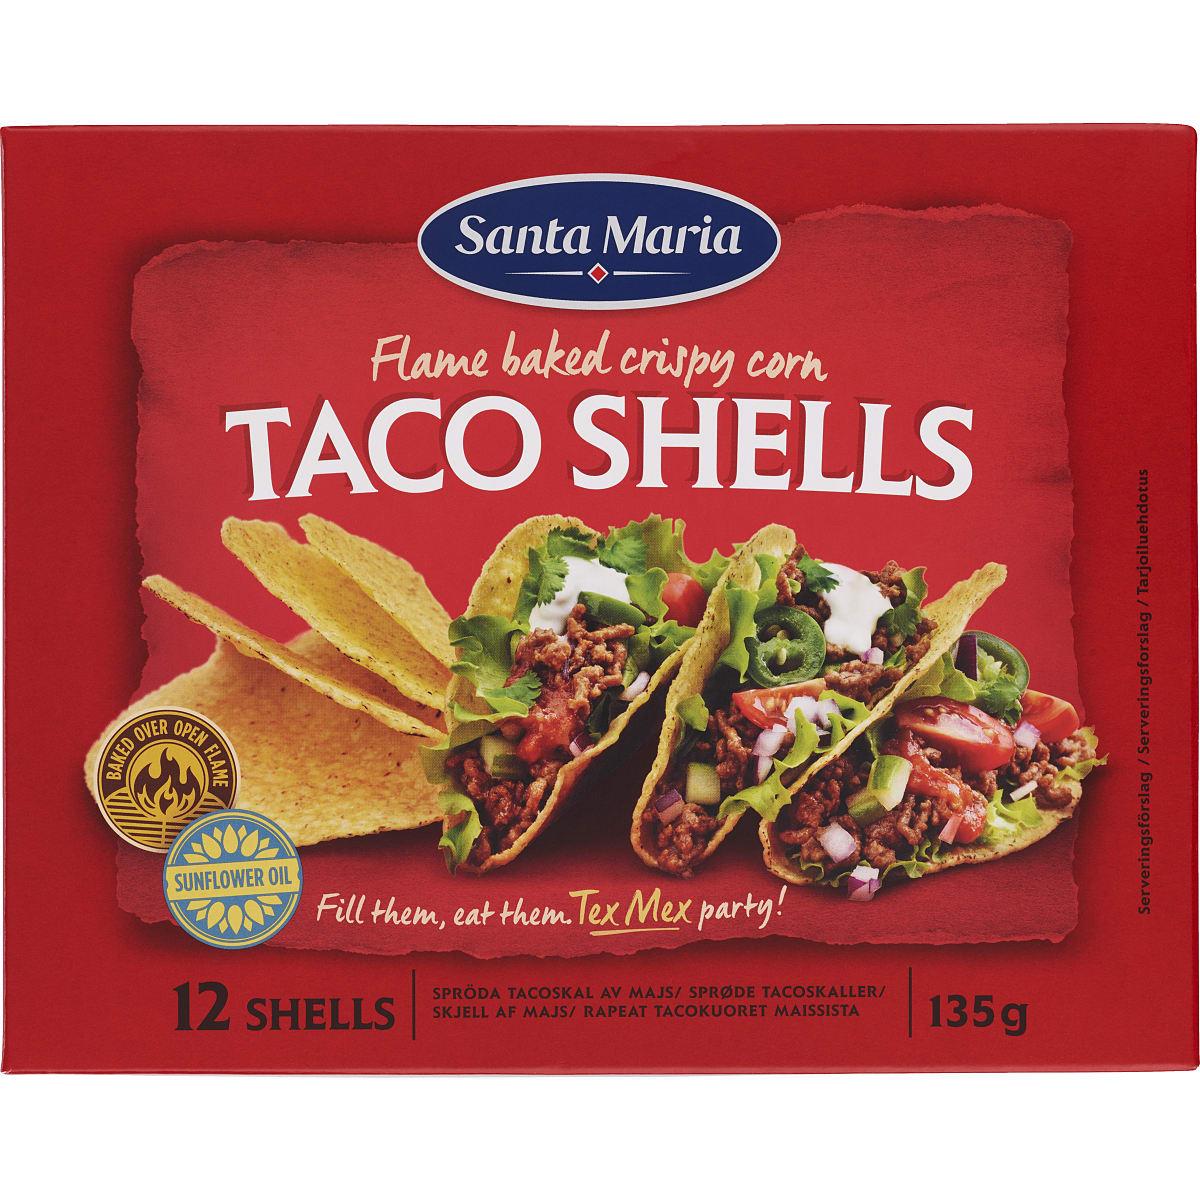 Santa Maria
Flame baked crispy corn
TACO SHELLS
BAKED OVER OPEN FLAME
SUNFLOWER OIL
Fill them, eat them. Tex Mex party!
12 SHELLS
SPRÖDA TACOSKAL AV MAJS/ SPRØDE TACOSKALLER/
SKJELL AF MAJS/ RAPEAT TACOKUORET MAISSISTA
135g
Serveringsförslag / Serveringsforslag / Tarjoiluehdotus